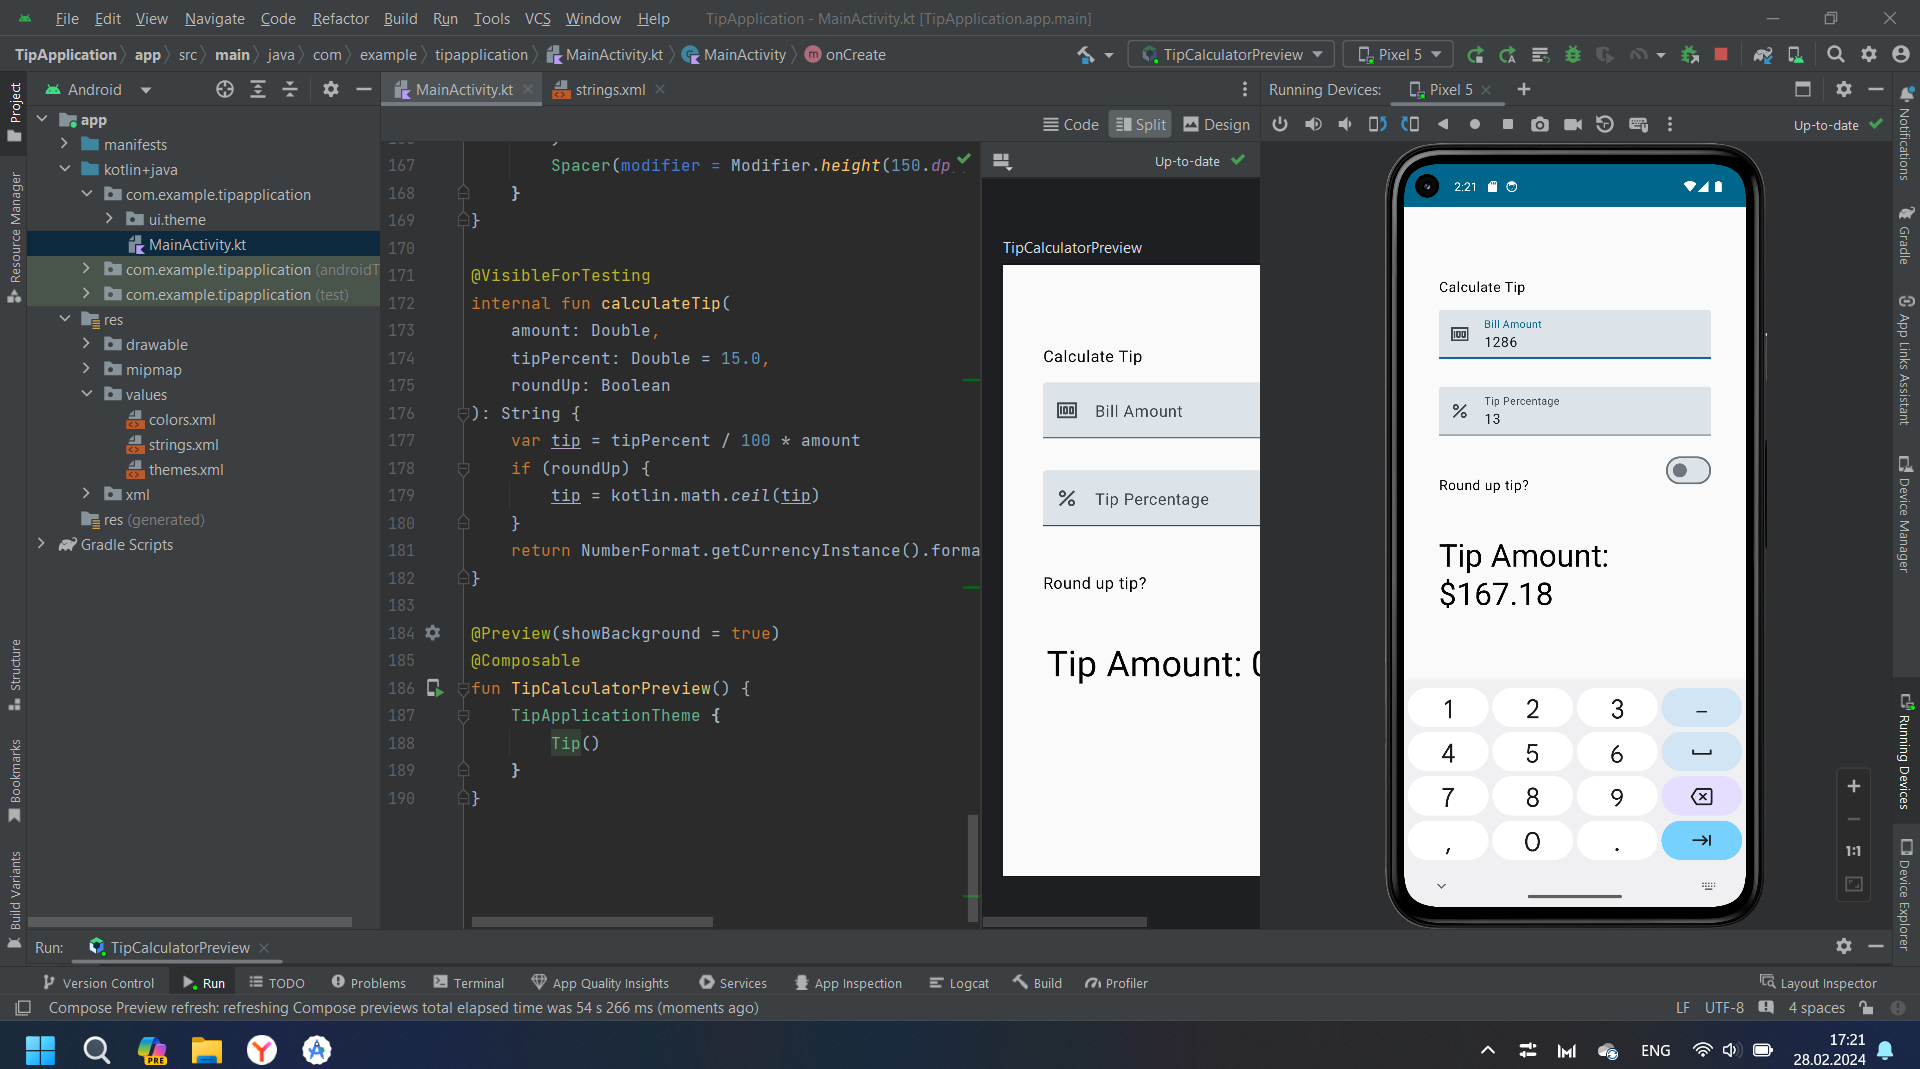 File Edit View Navigate Code Refactor Build Run Tools VCS Window Help TipApplication - MainActivity.kt [TipApplication.app.main]
TipApplication app src main java com example tipapplication MainActivity.kt MainActivity onCreate TipCalculatorPreview Pixel 5
Android
MainActivity.kt strings.xml
Running Devices: Pixel 5
Code Split Design
Up-to-date
Project
Resource Manager
Structure
Bookmarks
Build Variants
app
manifests
kotlin+java
com.example.tipapplication
ui.theme
MainActivity.kt
com.example.tipapplication (androidT
com.example.tipapplication (test)
res
drawable
mipmap
values
colors.xml
strings.xml
themes.xml
xml
res (generated)
Gradle Scripts
167 Spacer(modifier = Modifier.height(150.dp
168 }
169 }
170
171 @VisibleForTesting
172 internal fun calculateTip(
173 amount: Double,
174 tipPercent: Double = 15.0,
175 roundUp: Boolean
176 ): String {
177 var tip = tipPercent / 100 * amount
178 if (roundUp) {
179 tip = kotlin.math.ceil(tip)
180 }
181 return NumberFormat.getCurrencyInstance().forma
182 }
183
184 @Preview(showBackground = true)
185 @Composable
186 fun TipCalculatorPreview() {
187 TipApplicationTheme {
188 Tip()
189 }
190 }
Up-to-date
TipCalculatorPreview
Calculate Tip
Bill Amount
Tip Percentage
Round up tip?
Tip Amount: 0
2:21
Calculate Tip
Bill Amount
1286
Tip Percentage
13
Round up tip?
Tip Amount:
$167.18
1 2 3 –
4 5 6
7 8 9
, 0 .
1:1
Notifications
Gradle
App Links Assistant
Device Manager
Running Devices
Device Explorer
Run: TipCalculatorPreview
Version Control Run TODO Problems Terminal App Quality Insights Services App Inspection Logcat Build Profiler Layout Inspector
Compose Preview refresh: refreshing Compose previews total elapsed time was 54 s 266 ms (moments ago) LF UTF-8 4 spaces
PRE
ENG
17:21
28.02.2024